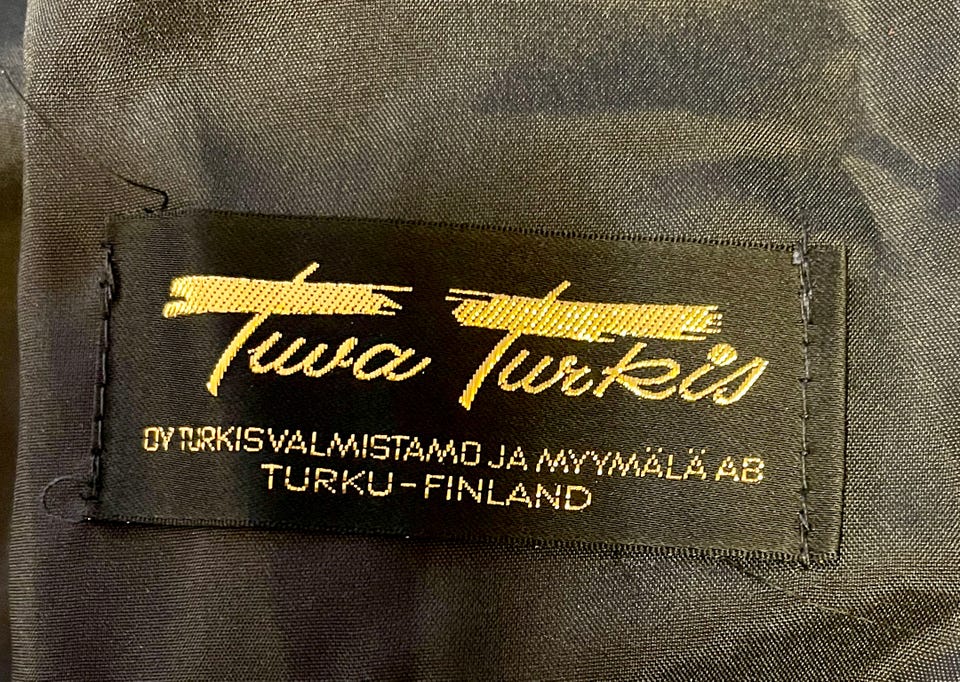 Tuva Turkis
OY TURKISVALMISTAMO JA MYYMÄLÄ AB
TURKU-FINLAND